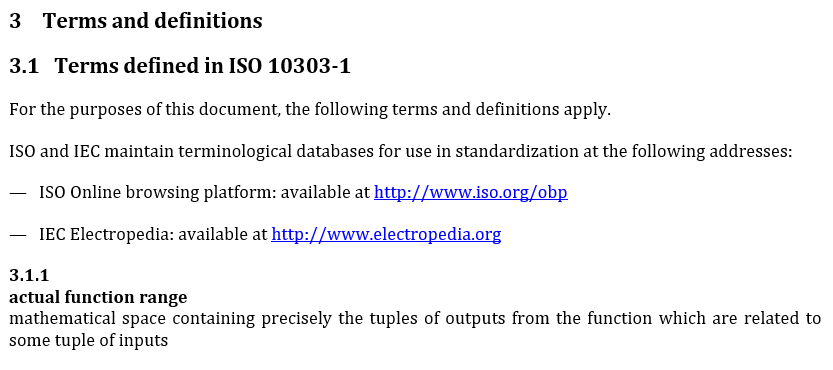 3 Terms and definitions
3.1 Terms defined in ISO 10303-1
For the purposes of this document, the following terms and definitions apply.
ISO and IEC maintain terminological databases for use in standardization at the following addresses:
— ISO Online browsing platform: available at http://www.iso.org/obp
— IEC Electropedia: available at http://www.electropedia.org
3.1.1
actual function range
mathematical space containing precisely the tuples of outputs from the function which are related to
some tuple of inputs